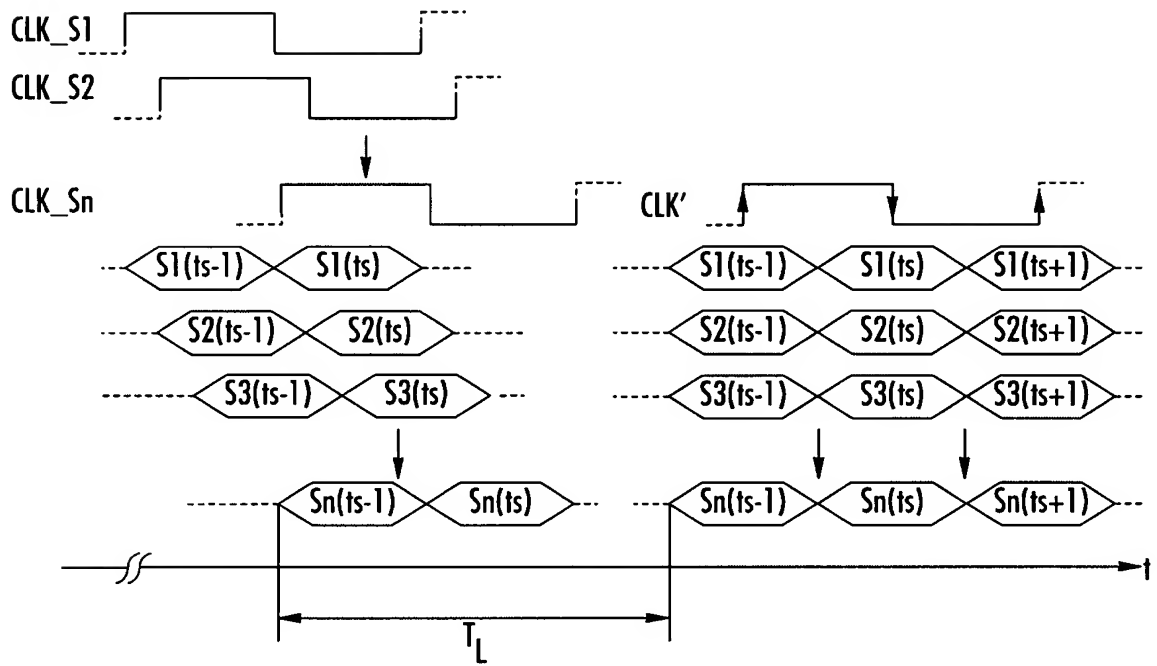 CLK_S1
CLK_S2
CLK_Sn
CLK'
S1(ts-1) S1(ts) S1(ts-1) S1(ts) S1(ts+1)
S2(ts-1) S2(ts) S2(ts-1) S2(ts) S2(ts+1)
S3(ts-1) S3(ts) S3(ts-1) S3(ts) S3(ts+1)
Sn(ts-1) Sn(ts) Sn(ts-1) Sn(ts) Sn(ts+1)
t
TL